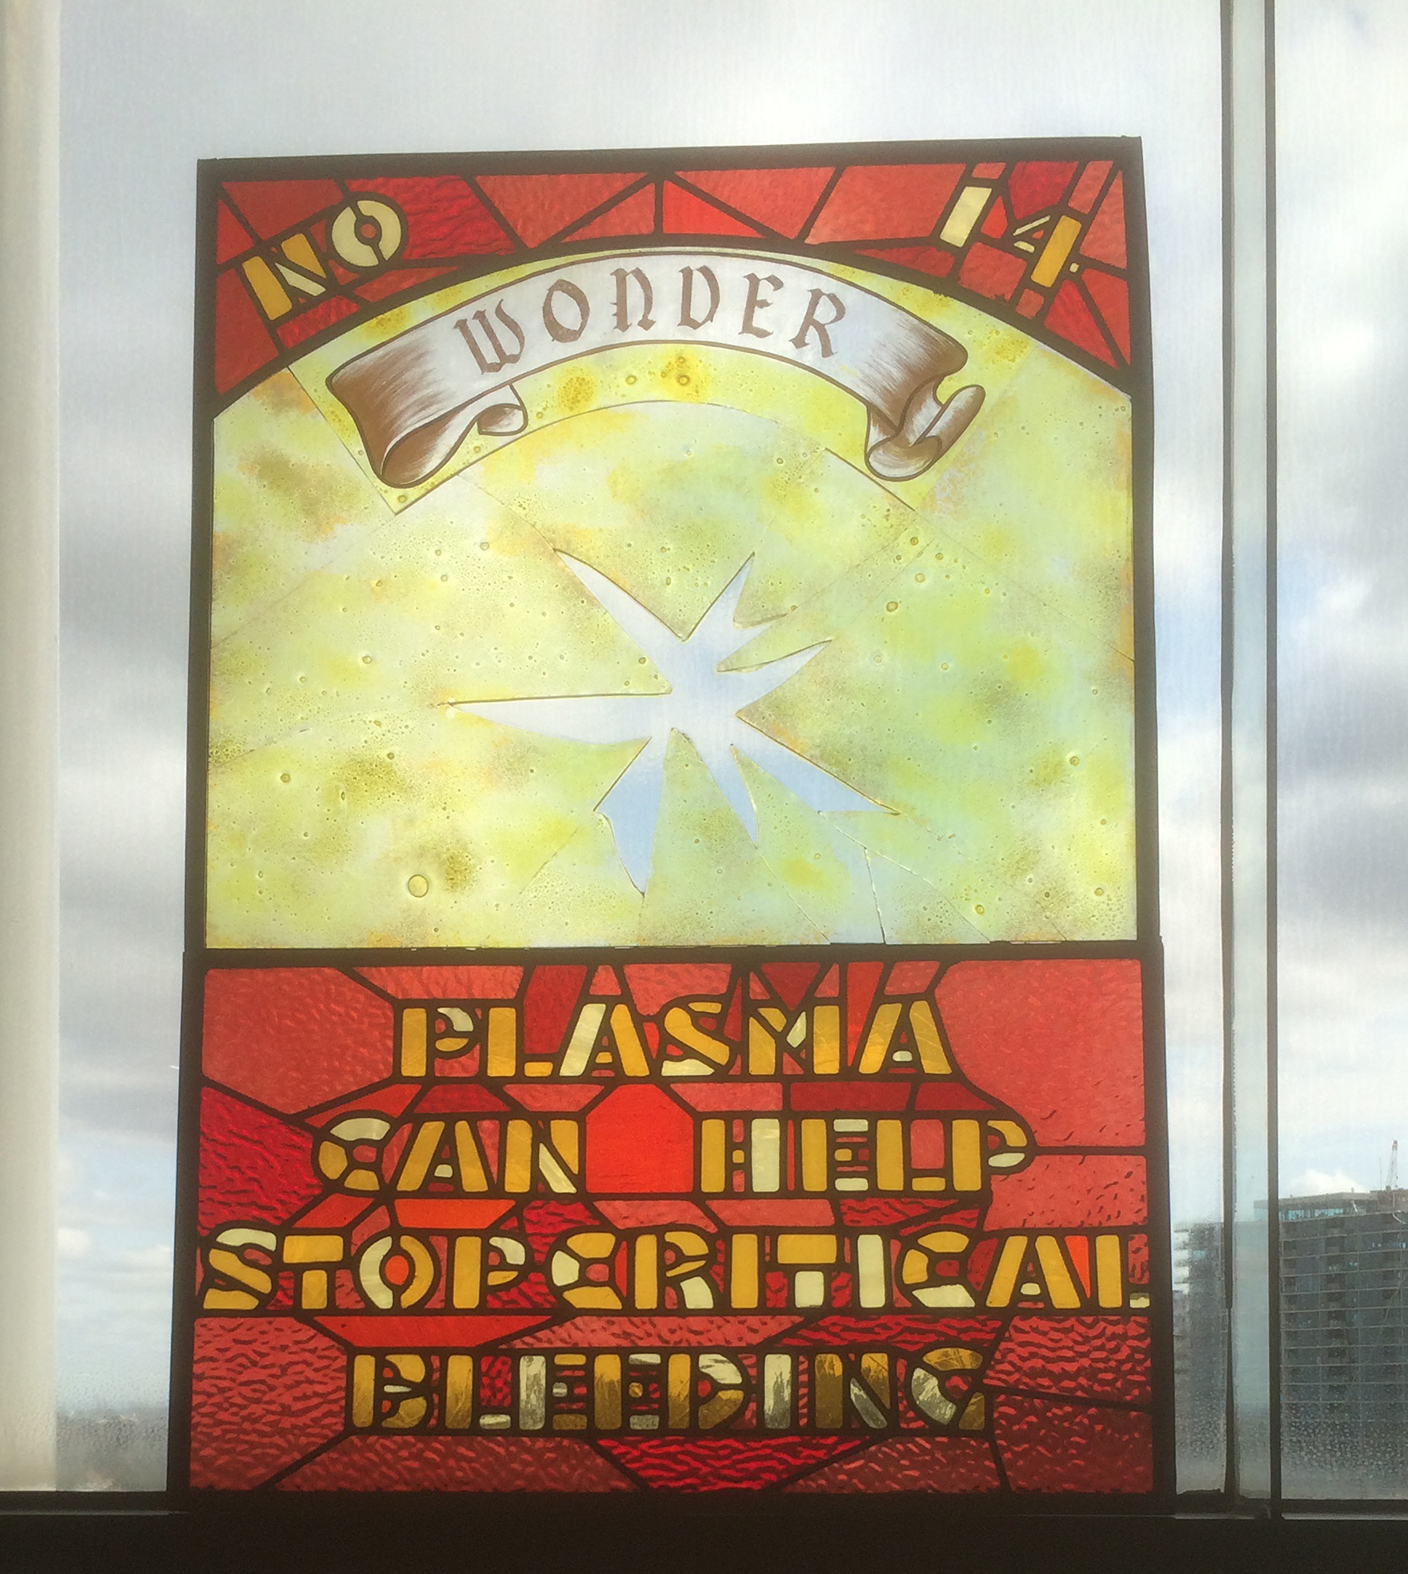 NO 14.
WONDER
PLASMA
CAN HELP
STOP CRITICAL
BLEEDING